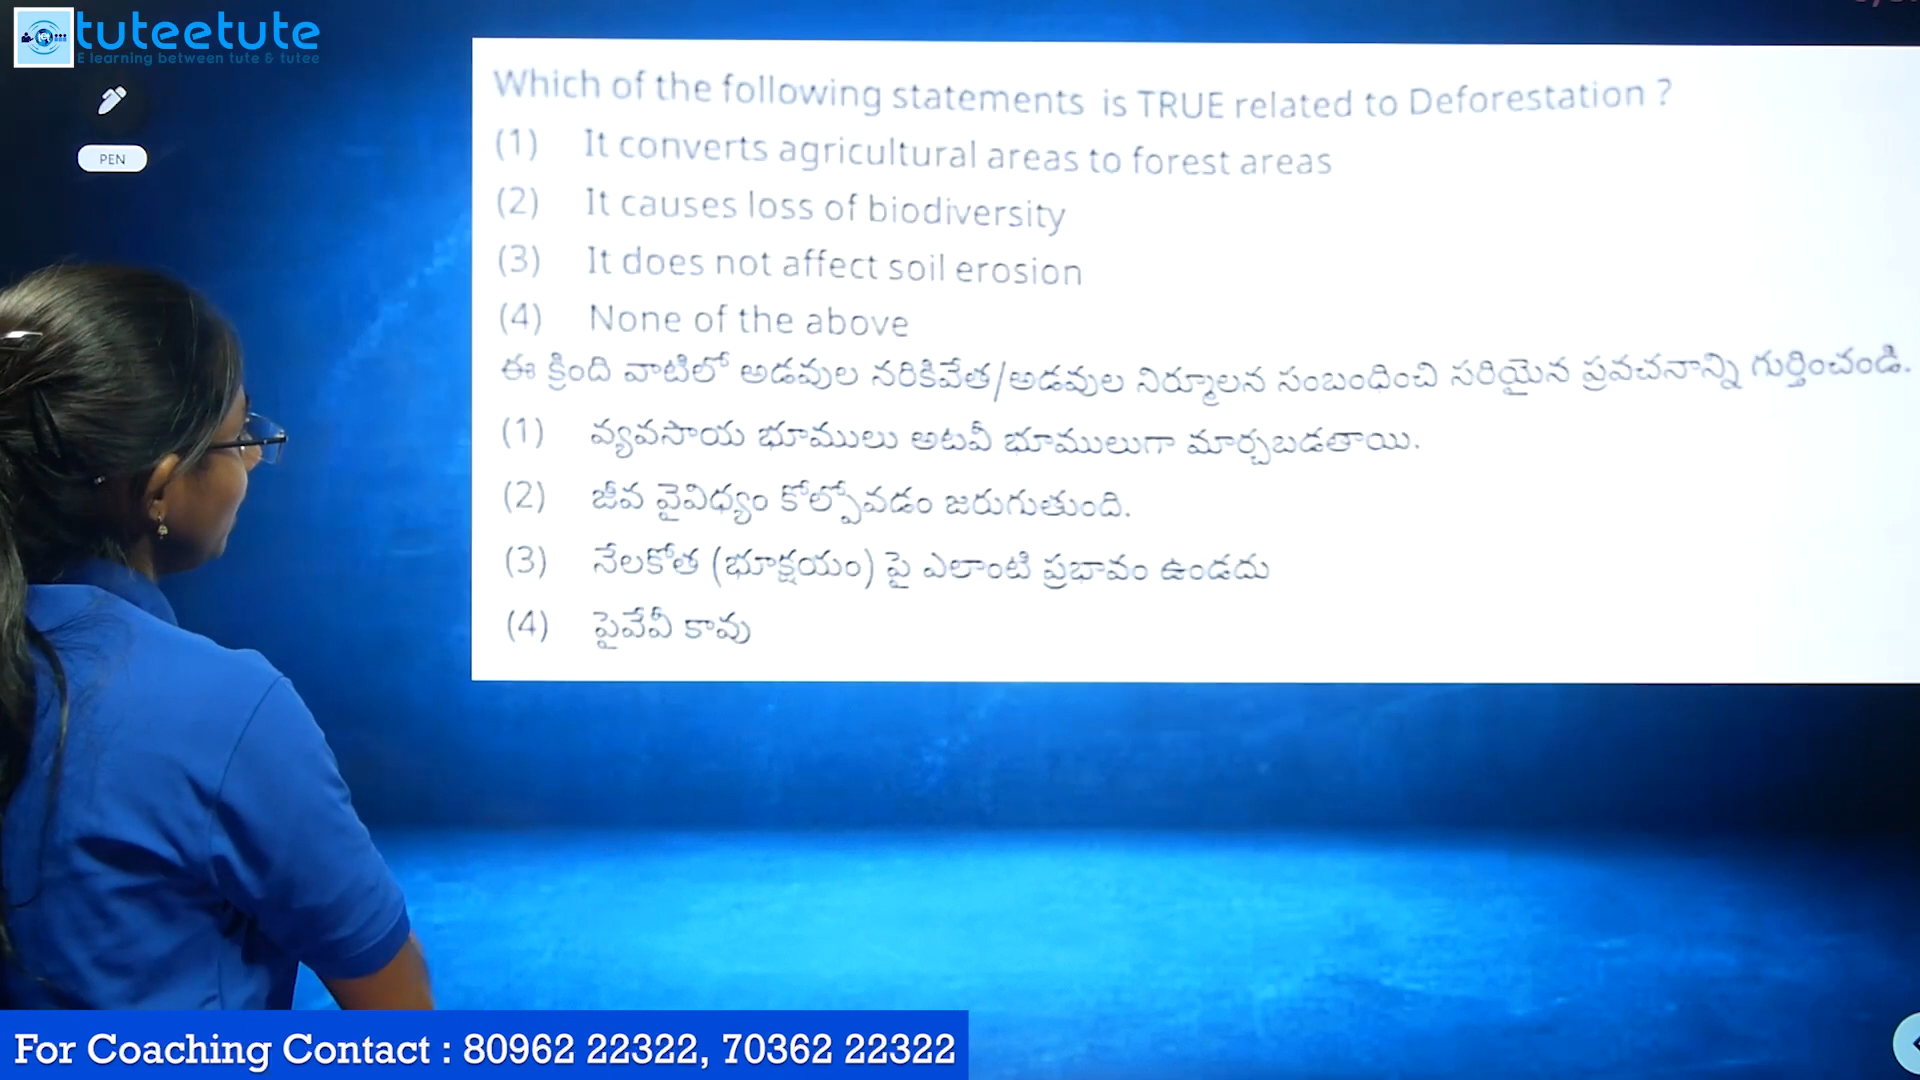 tuteetute
E learning between tute & tutee
PEN
Which of the following statements is TRUE related to Deforestation ?
(1) It converts agricultural areas to forest areas
(2) It causes loss of biodiversity
(3) It does not affect soil erosion
(4) None of the above
ఈ క్రింది వాటిలో అడవుల నరికివేత/అడవుల నిర్మూలన సంబంధించి సరియైన ప్రవచనాన్ని గుర్తించండి.
(1) వ్యవసాయ భూములు అటవీ భూములుగా మార్చబడతాయి.
(2) జీవ వైవిధ్యం కోల్పోవడం జరుగుతుంది.
(3) నేలకోత (భూక్షయం) పై ఎలాంటి ప్రభావం ఉండదు
(4) పైవేవీ కావు
For Coaching Contact : 80962 22322, 70362 22322